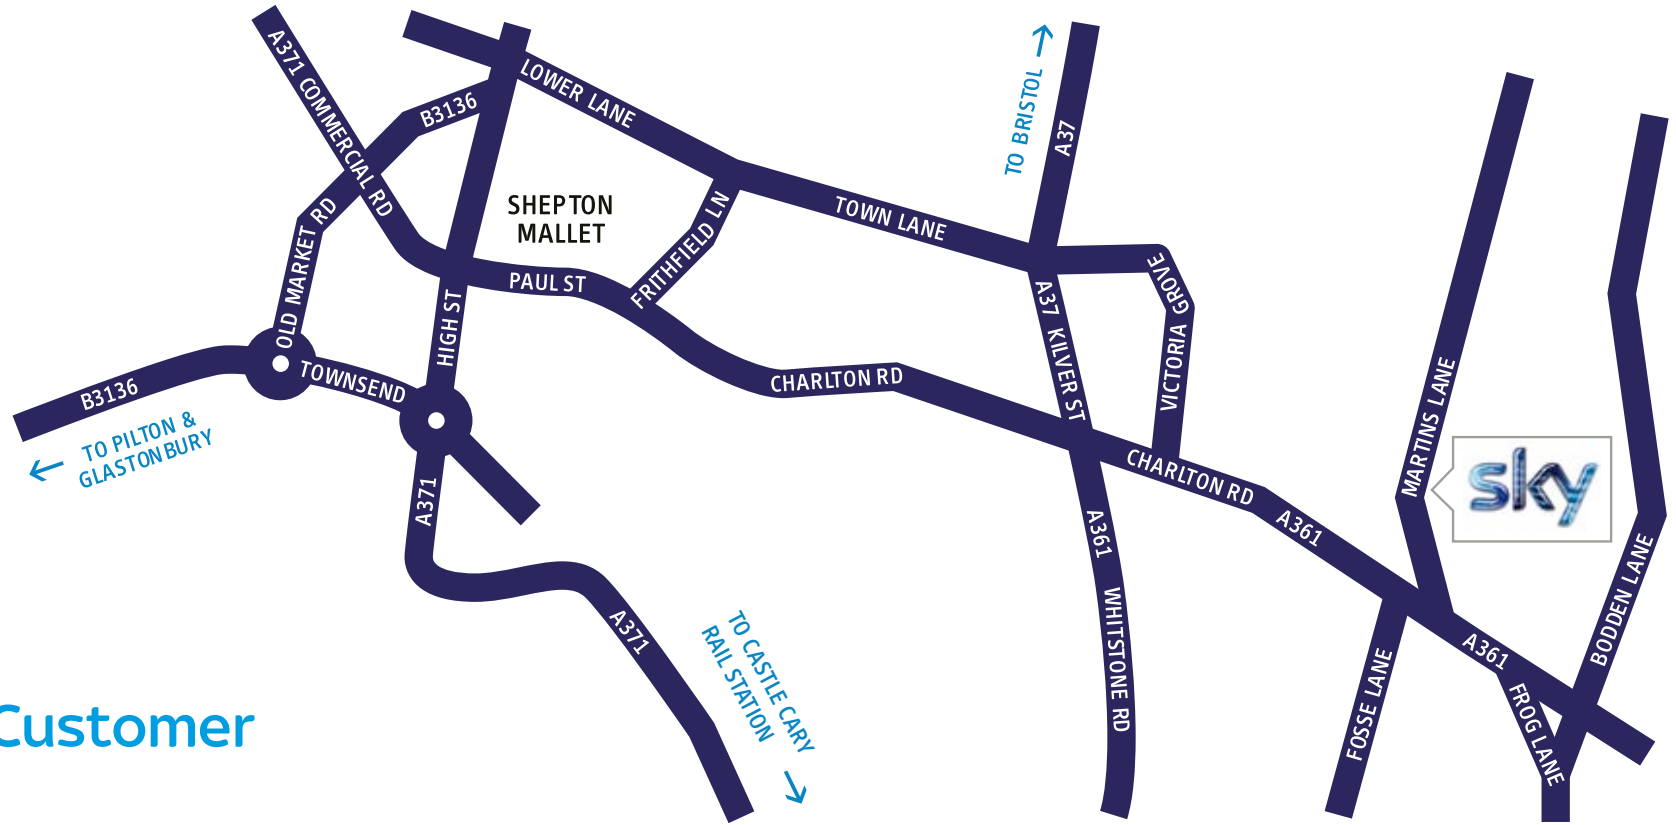 A371 COMMERCIAL RD
B3136
LOWER LANE
TO BRISTOL
A37
SHEPTON
MALLET
OLD MARKET RD
FRITHFIELD LN
TOWN LANE
PAUL ST
HIGH ST
A37 KILVER ST
VICTORIA GROVE
B3136
TOWNSEND
CHARLTON RD
TO PILTON &
GLASTONBURY
A371
CHARLTON RD
MARTINS LANE
sky
A361
A361
WHITSTONE RD
BODDEN LANE
A371
TO CASTLE CARY
RAIL STATION
FOSSE LANE
A361
FROG LANE
Customer